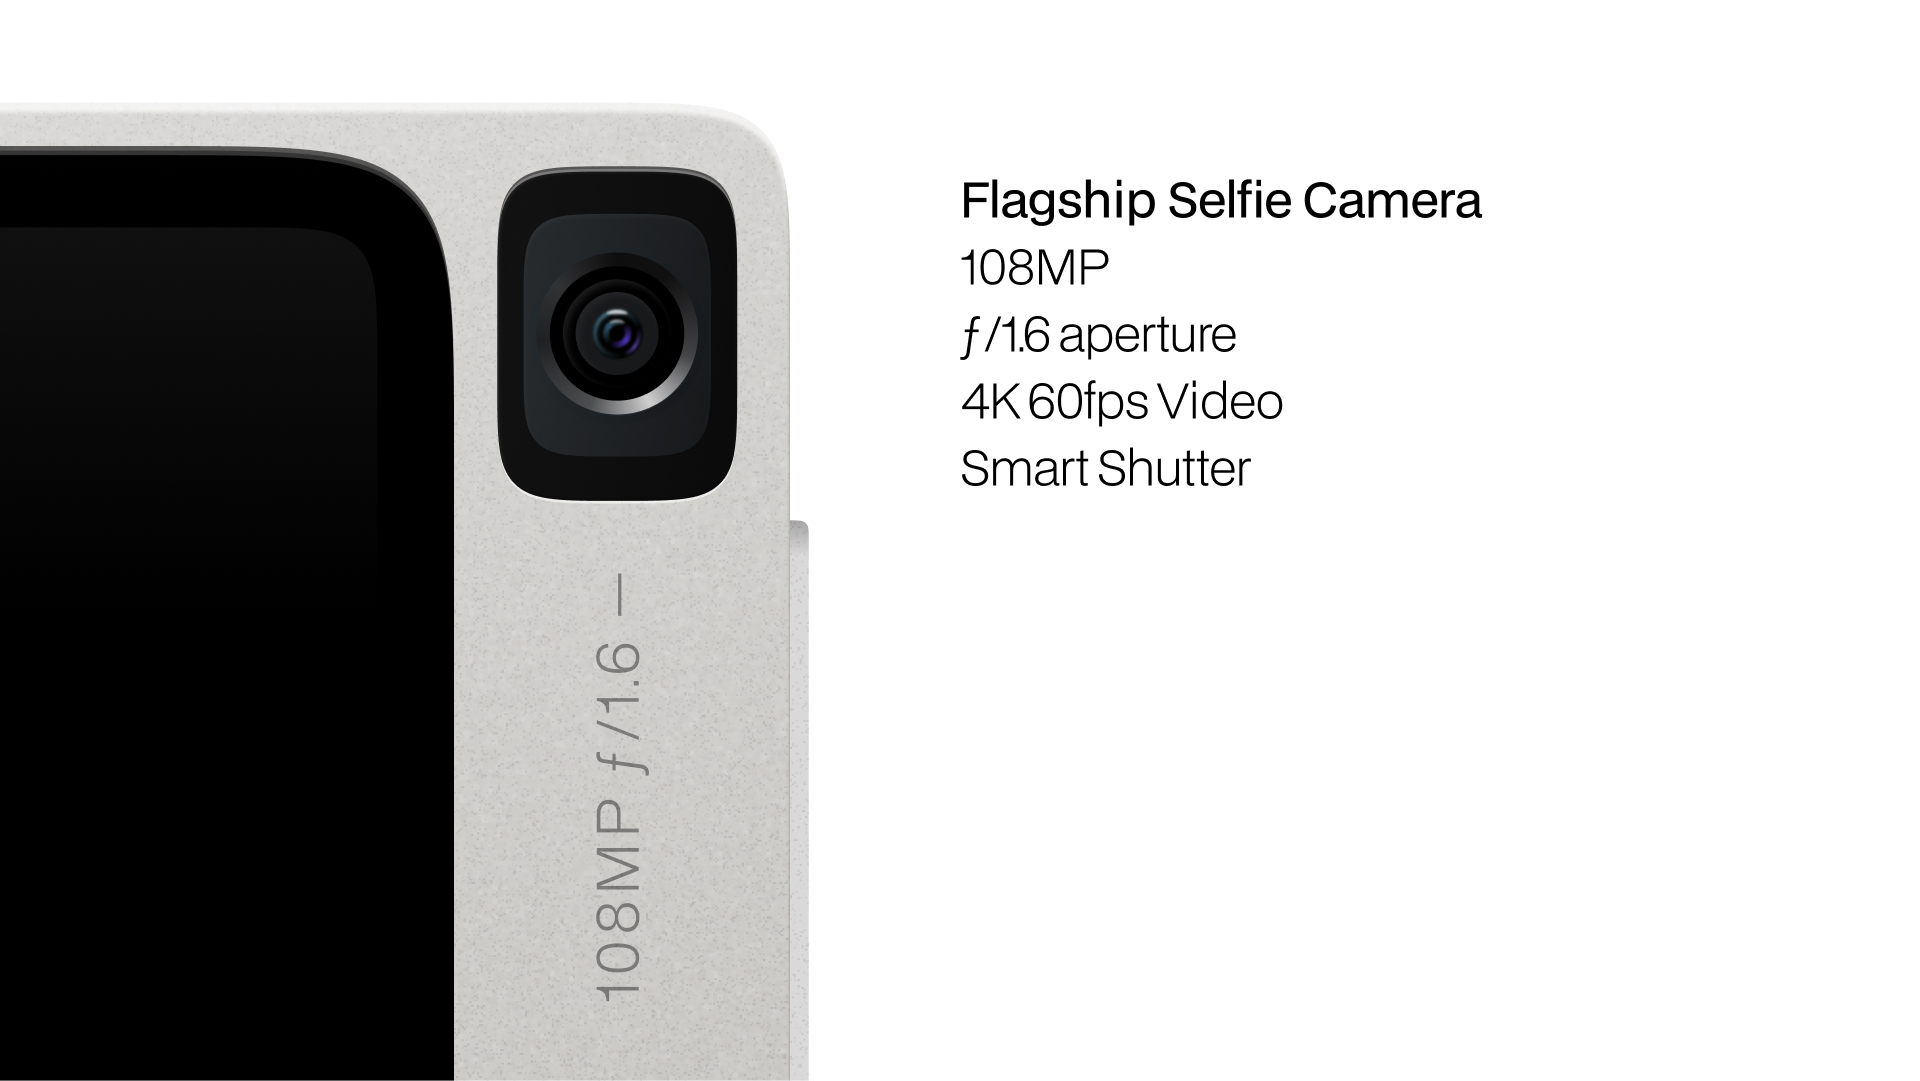 Flagship Selfie Camera
108MP
ƒ/1.6 aperture
4K 60fps Video
Smart Shutter
108MP ƒ/1.6 —